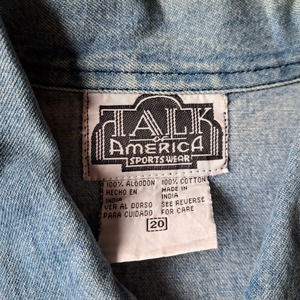 TALK
OF
AMERICA
SPORTSWEAR
100% ALGODON 100% COTTON
HECHO EN MADE IN
INDIA INDIA
VER AL DORSO SEE REVERSE
PARA CUIDADO FOR CARE
20